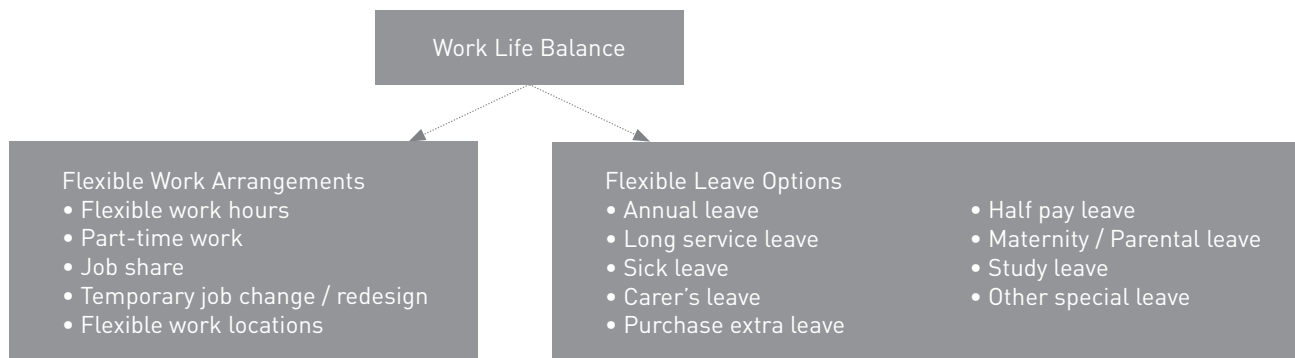 Work Life Balance
Flexible Work Arrangements
• Flexible work hours
• Part-time work
• Job share
• Temporary job change / redesign
• Flexible work locations
Flexible Leave Options
• Annual leave
• Long service leave
• Sick leave
• Carer’s leave
• Purchase extra leave
• Half pay leave
• Maternity / Parental leave
• Study leave
• Other special leave